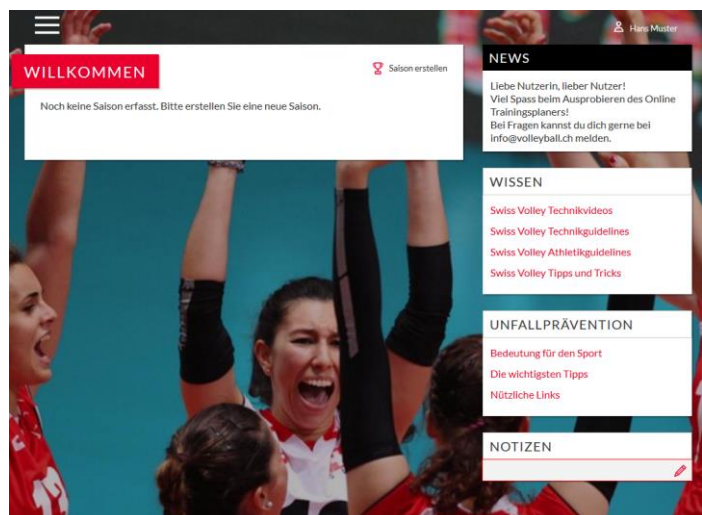 Hans Muster
WILLKOMMEN
Saison erstellen
Noch keine Saison erfasst. Bitte erstellen Sie eine neue Saison.
NEWS
Liebe Nutzerin, lieber Nutzer!
Viel Spass beim Ausprobieren des Online
Trainingsplaners!
Bei Fragen kannst du dich gerne bei
info@volleyball.ch melden.
WISSEN
Swiss Volley Technikvideos
Swiss Volley Technikguidelines
Swiss Volley Athletikguidelines
Swiss Volley Tipps und Tricks
UNFALLPRÄVENTION
Bedeutung für den Sport
Die wichtigsten Tipps
Nützliche Links
NOTIZEN